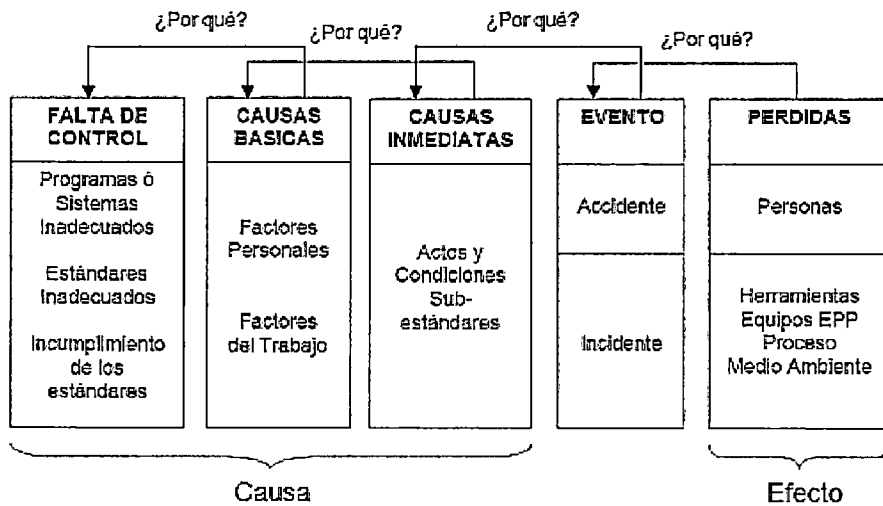 ¿Por qué?
¿Por qué?
¿Por qué?
¿Por qué?
FALTA DE
CONTROL
Programas ó
Sistemas
Inadecuados
Estándares
Inadecuados
Incumplimiento
de los
estándares
CAUSAS
BASICAS
Factores
Personales
Factores
del Trabajo
CAUSAS
INMEDIATAS
Actos y
Condiciones
Sub-
estándares
EVENTO
Accidente
Incidente
PERDIDAS
Personas
Herramientas
Equipos EPP
Proceso
Medio Ambiente
Causa
Efecto